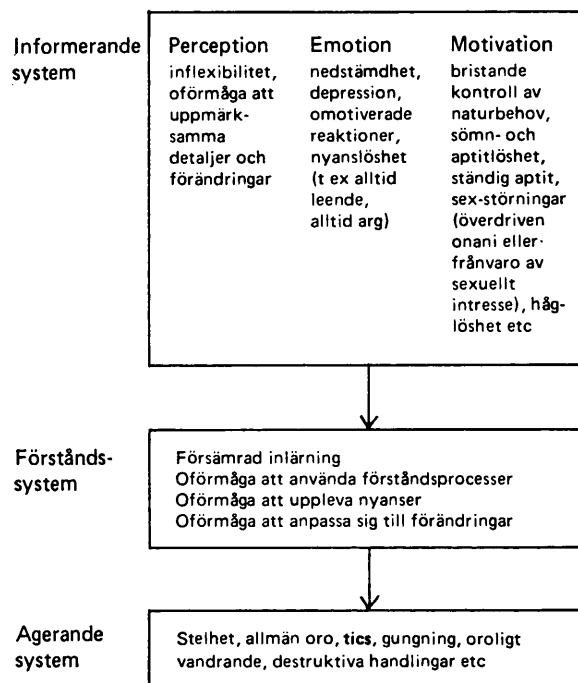 Informerande
system
Perception
inflexibilitet,
oförmåga att
uppmärk-
samma
detaljer och
förändringar
Emotion
nedstämdhet,
depression,
omotiverade
reaktioner,
nyanslöshet
(t ex alltid
leende,
alltid arg)
Motivation
bristande
kontroll av
naturbehov,
sömn- och
aptitlöshet,
ständig aptit,
sex-störningar
(överdriven
onani eller
frånvaro av
sexuellt
intresse), håg-
löshet etc
Förstånds-
system
Försämrad inlärning
Oförmåga att använda förståndsprocesser
Oförmåga att uppleva nyanser
Oförmåga att anpassa sig till förändringar
Agerande
system
Stelhet, allmän oro, tics, gungning, oroligt
vandrande, destruktiva handlingar etc